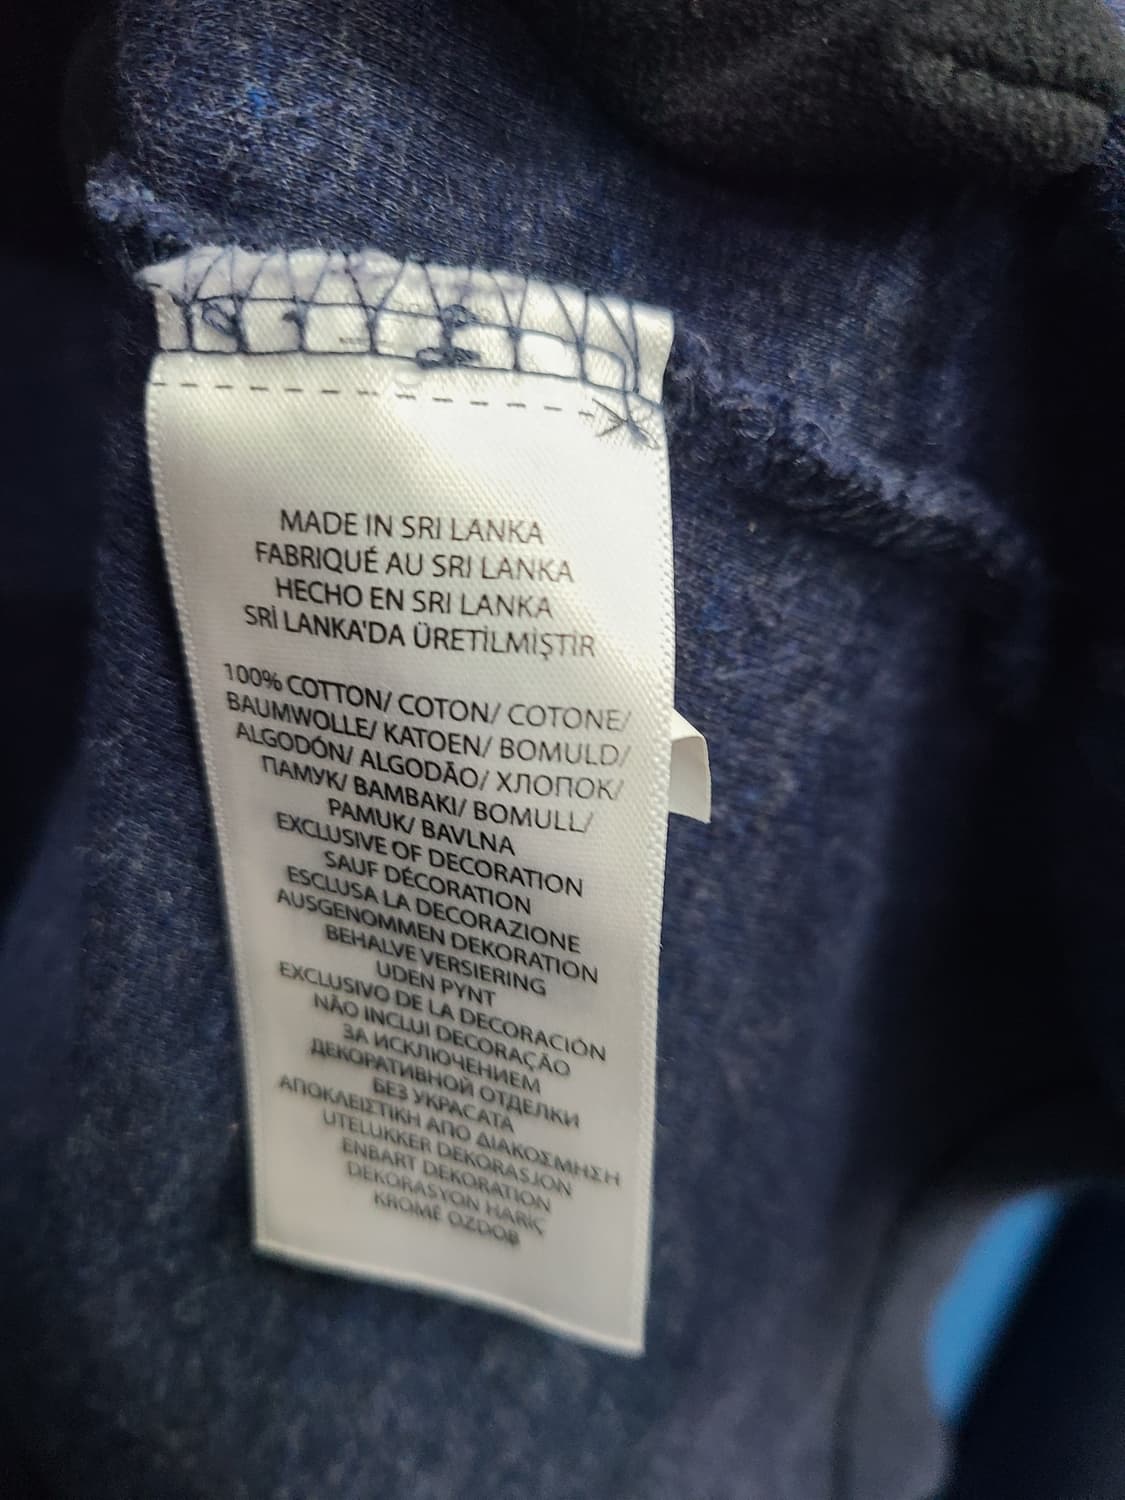 MADE IN SRI LANKA
FABRIQUÉ AU SRI LANKA
HECHO EN SRI LANKA
SRİ LANKA'DA ÜRETİLMİŞTİR
100% COTTON/ COTON/ COTONE/
BAUMWOLLE/ KATOEN/ BOMULD/
ALGODÓN/ ALGODÃO/ ХЛОПОК/
ПАМУК/ BAMBAKI/ BOMULL/
PAMUK/ BAVLNA
EXCLUSIVE OF DECORATION
SAUF DÉCORATION
ESCLUSA LA DECORAZIONE
AUSGENOMMEN DEKORATION
BEHALVE VERSIERING
UDEN PYNT
EXCLUSIVO DE LA DECORACIÓN
NÃO INCLUI DECORAÇÃO
ЗА ИСКЛЮЧЕНИЕМ
ДЕКОРАТИВНОЙ ОТДЕЛКИ
БЕЗ УКРАСАТА
ΑΠΟΚΛΕΙΣΤΙΚΗ ΑΠΟ ΔΙΑΚΟΣΜΗΣΗ
UTELUKKER DEKORASJON
ENBART DEKORATION
DEKORASYON HARİÇ
KROMĚ OZDOB